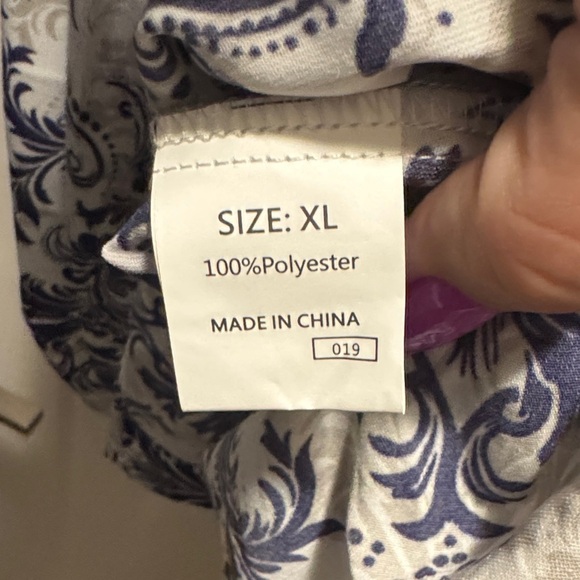 SIZE: XL
100%Polyester
MADE IN CHINA
019